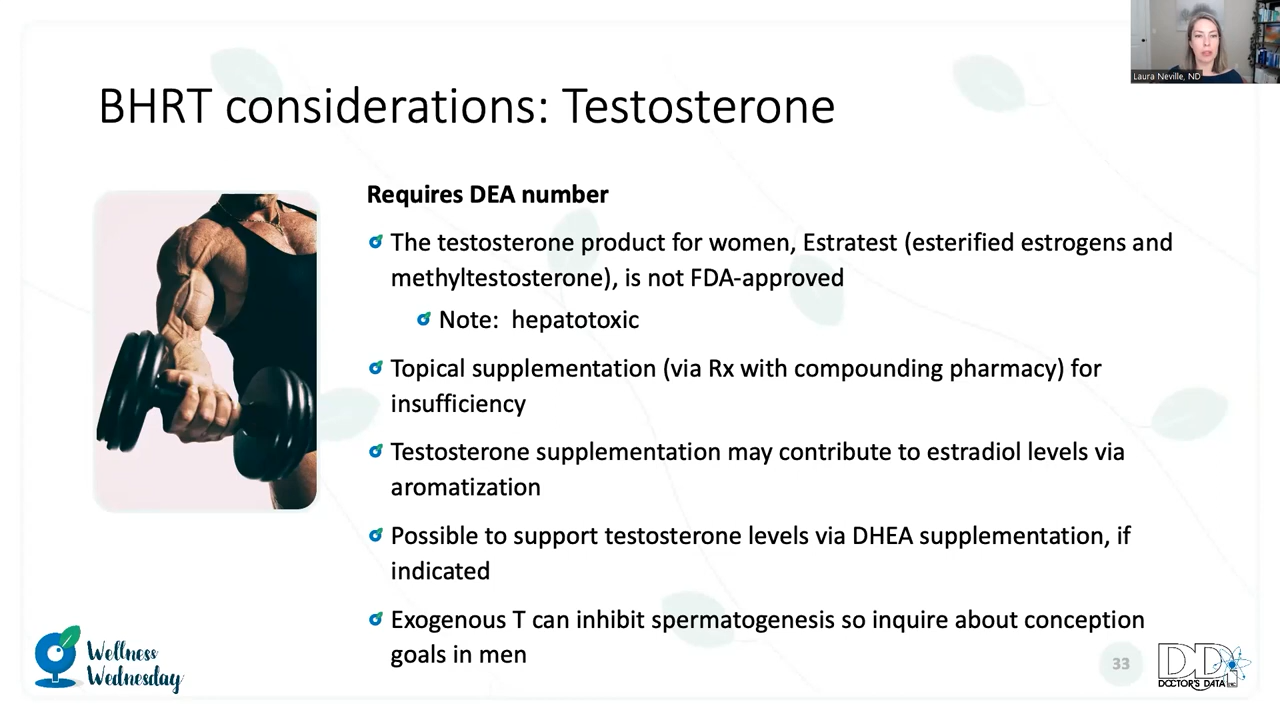 Laura Neville, ND
BHRT considerations: Testosterone
Requires DEA number
The testosterone product for women, Estratest (esterified estrogens and
methyltestosterone), is not FDA-approved
Note: hepatotoxic
Topical supplementation (via Rx with compounding pharmacy) for
insufficiency
Testosterone supplementation may contribute to estradiol levels via
aromatization
Possible to support testosterone levels via DHEA supplementation, if
indicated
Exogenous T can inhibit spermatogenesis so inquire about conception
goals in men
Wellness
Wednesday
33
DDI
DOCTOR'S DATA INC